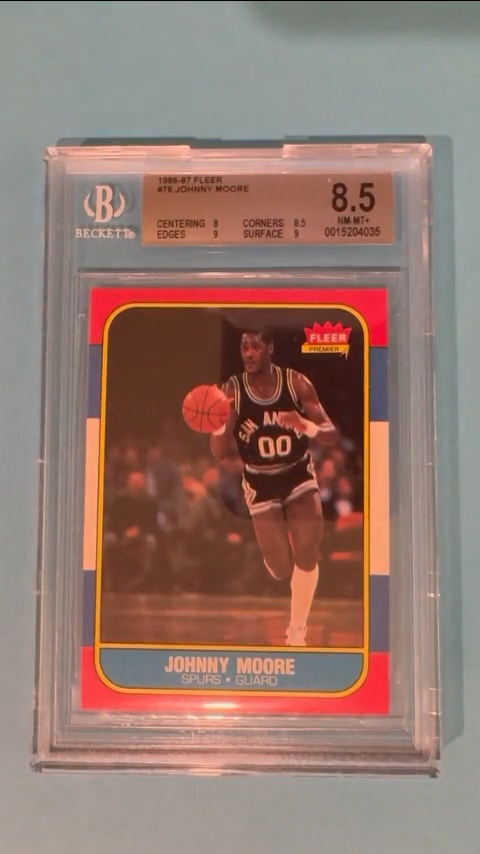 1986-87 FLEER
#76 JOHNNY MOORE
8.5
NM-MT+
0015204035
B
BECKETT®
CENTERING 8 CORNERS 8.5
EDGES 9 SURFACE 9
FLEER
PREMIER
SAN AN
00
JOHNNY MOORE
SPURS • GUARD